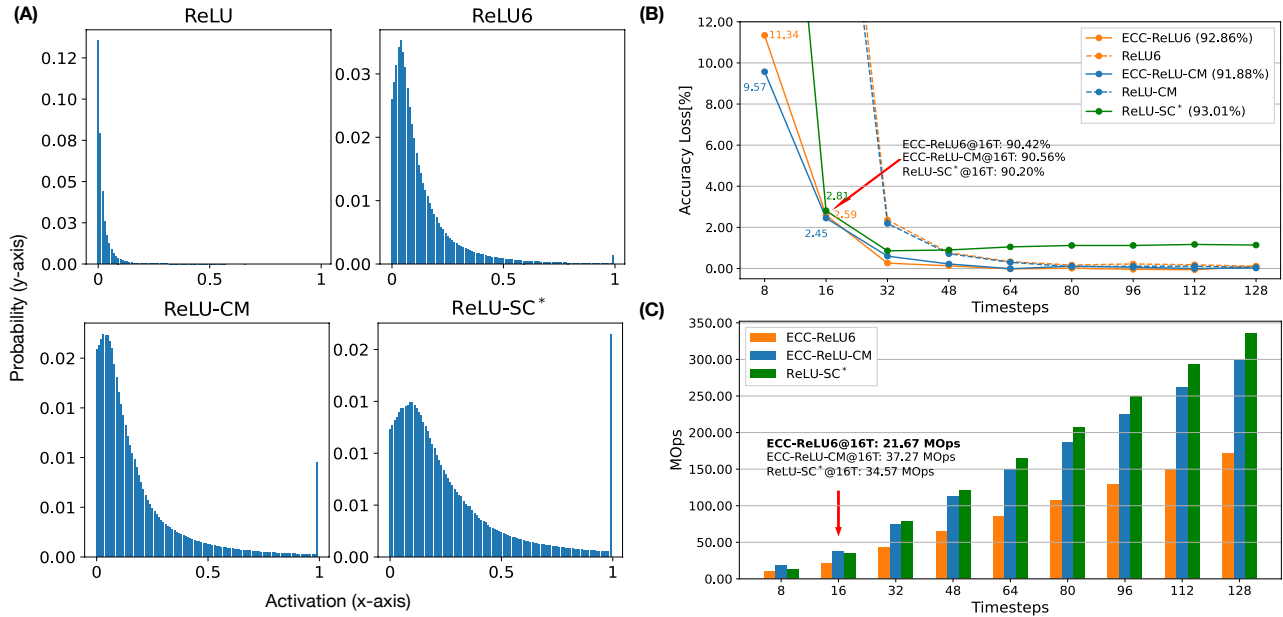 (A)
ReLU
0.12
0.10
0.08
0.05
0.03
0.00
0
0.5
1
ReLU6
0.03
0.03
0.02
0.01
0.01
0.00
0
0.5
1
ReLU-CM
0.02
0.01
0.01
0.01
0.00
0
0.5
1
ReLU-SC*
0.02
0.01
0.01
0.01
0.00
0
0.5
1
Probability (y-axis)
Activation (x-axis)
(B)
12.00
10.00
8.00
6.00
4.00
2.00
0.00
Accuracy Loss[%]
11.34
9.57
2.81
2.59
2.45
ECC-ReLU6 (92.86%)
ReLU6
ECC-ReLU-CM (91.88%)
ReLU-CM
ReLU-SC* (93.01%)
ECC-ReLU6@16T: 90.42%
ECC-ReLU-CM@16T: 90.56%
ReLU-SC*@16T: 90.20%
8 16 32 48 64 80 96 112 128
Timesteps
(C)
350.00
300.00
250.00
200.00
150.00
100.00
50.00
0.00
MOps
ECC-ReLU6
ECC-ReLU-CM
ReLU-SC*
ECC-ReLU6@16T: 21.67 MOps
ECC-ReLU-CM@16T: 37.27 MOps
ReLU-SC*@16T: 34.57 MOps
8 16 32 48 64 80 96 112 128
Timesteps